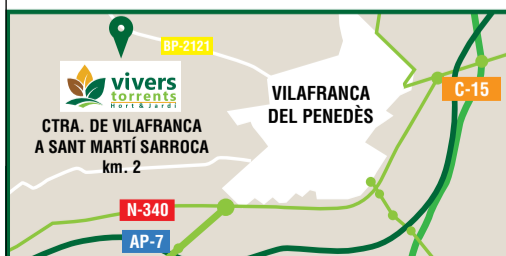 BP-2121
vivers
torrents
Hort & Jardí
CTRA. DE VILAFRANCA
A SANT MARTÍ SARROCA
km. 2
VILAFRANCA
DEL PENEDÈS
C-15
N-340
AP-7